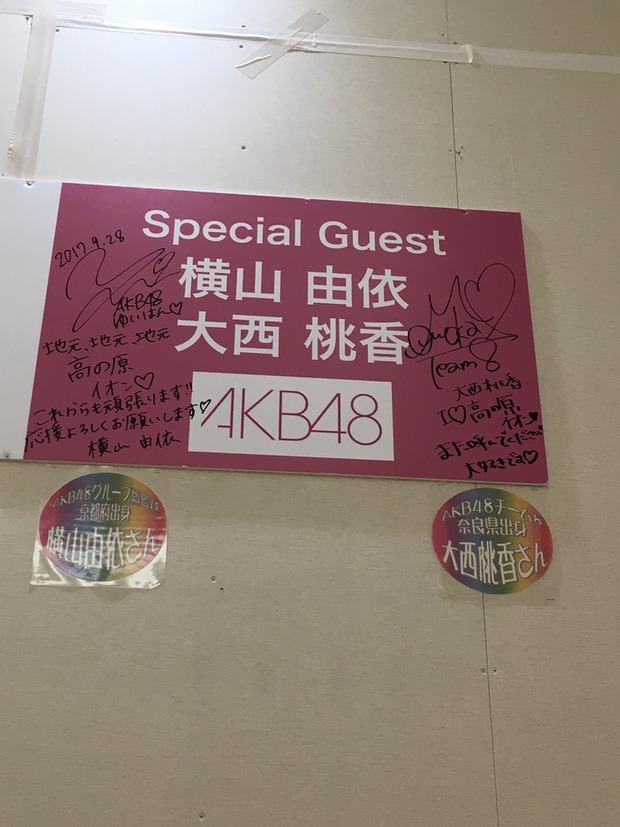 Special Guest
横山 由依
大西 桃香
AKB48
2017.9.28
AKB48
ゆいはん♡
地元、地元、地元
高の原
イオン♡
これからも頑張ります!!
応援よろしくお願いします♡
横山 由依
Team 8
大西桃香
I♡高の原
イオン♡
また呼んでください
大好きです♡
AKB48グループ総監督
京都府出身
横山由依さん
AKB48チーム8
奈良県出身
大西桃香さん